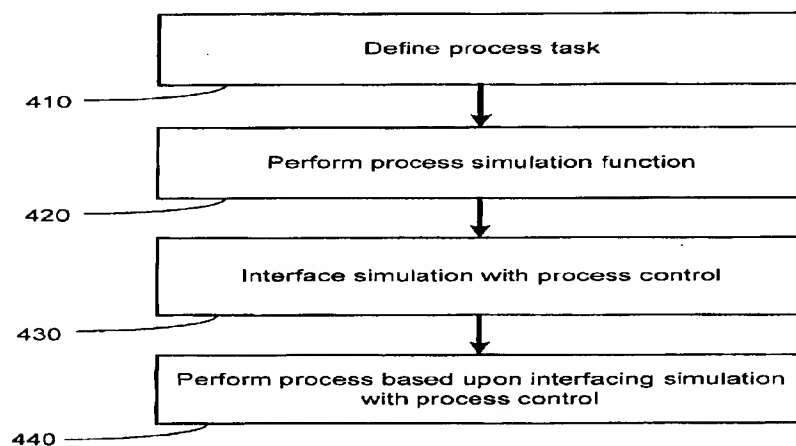 Define process task
410
Perform process simulation function
420
Interface simulation with process control
430
Perform process based upon interfacing simulation
with process control
440